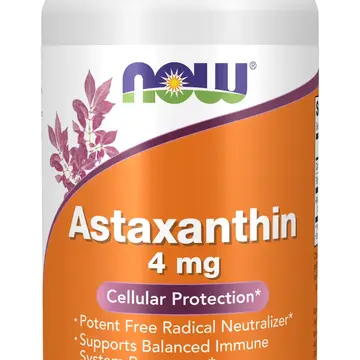 NOW®
Astaxanthin
4 mg
Cellular Protection*
• Potent Free Radical Neutralizer*
• Supports Balanced Immune